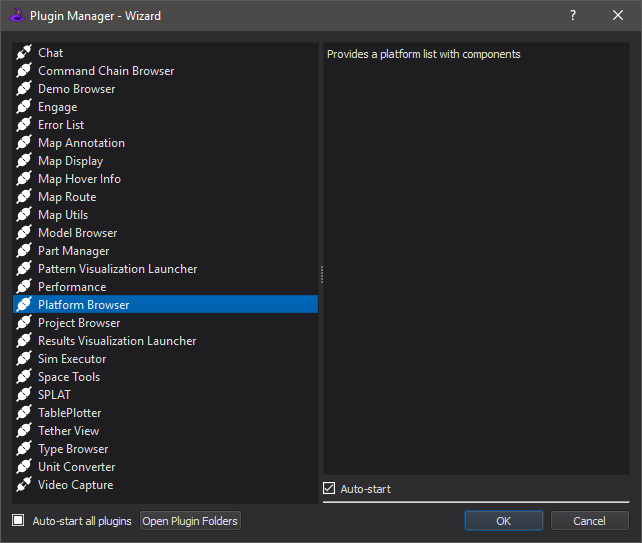 Plugin Manager - Wizard
?
Chat
Command Chain Browser
Demo Browser
Engage
Error List
Map Annotation
Map Display
Map Hover Info
Map Route
Map Utils
Model Browser
Part Manager
Pattern Visualization Launcher
Performance
Platform Browser
Project Browser
Results Visualization Launcher
Sim Executor
Space Tools
SPLAT
TablePlotter
Tether View
Type Browser
Unit Converter
Video Capture
Provides a platform list with components
Auto-start
Auto-start all plugins
Open Plugin Folders
OK
Cancel